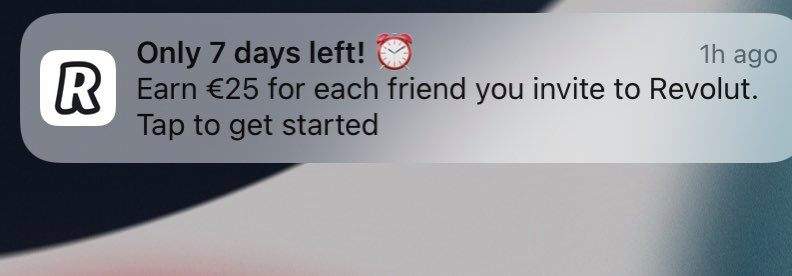 Only 7 days left! ⏰
1h ago
Earn €25 for each friend you invite to Revolut.
Tap to get started
R